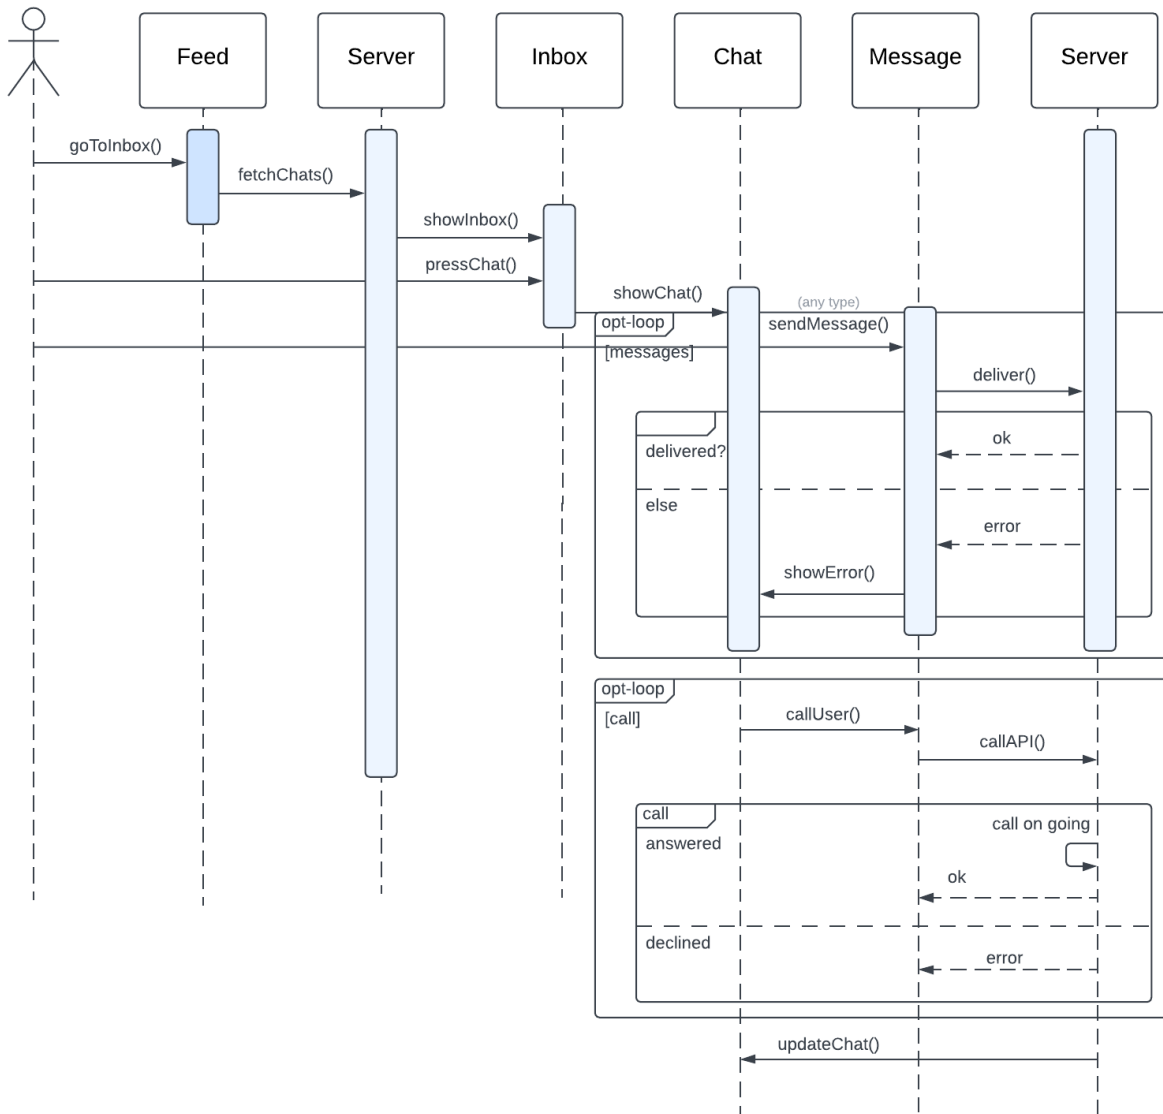 Feed
Server
Inbox
Chat
Message
Server
goToInbox()
fetchChats()
showInbox()
pressChat()
showChat()
(any type)
opt-loop
sendMessage()
[messages]
deliver()
delivered?
ok
else
error
showError()
opt-loop
[call]
callUser()
callAPI()
call
call on going
answered
ok
declined
error
updateChat()